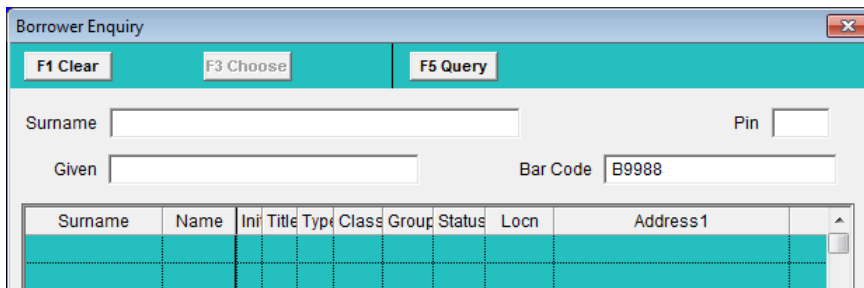 Borrower Enquiry
F1 Clear F3 Choose F5 Query
Surname Pin
Given Bar Code B9988
Surname Name Init Title Type Class Group Status Locn Address1